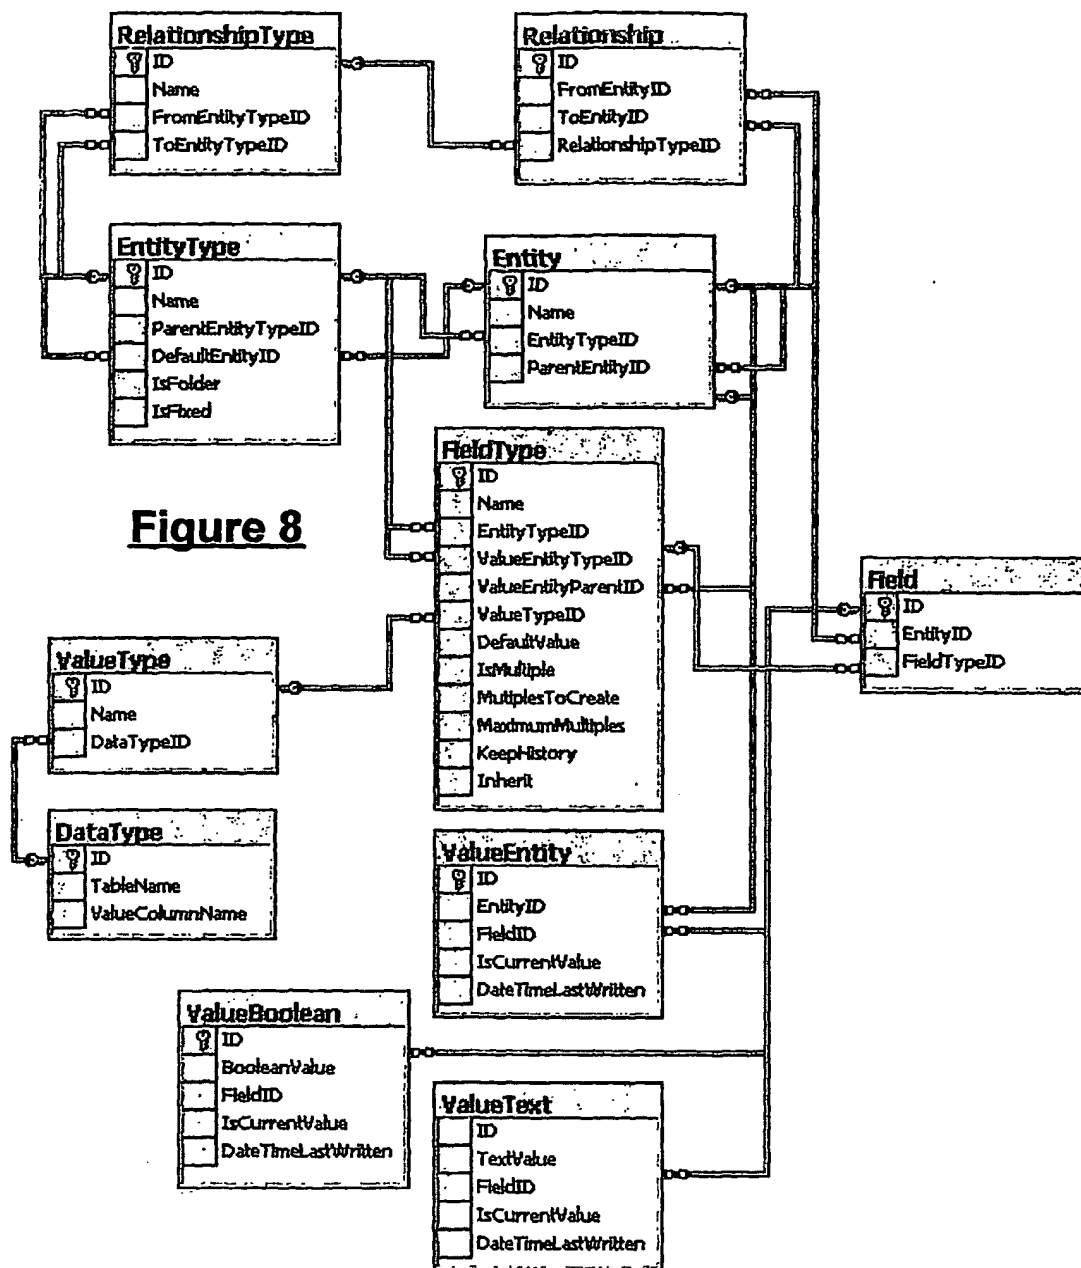 RelationshipType
ID
Name
FromEntityTypeID
ToEntityTypeID
Relationship
ID
FromEntityID
ToEntityID
RelationshipTypeID
EntityType
ID
Name
ParentEntityTypeID
DefaultEntityID
IsFolder
IsFixed
Entity
ID
Name
EntityTypeID
ParentEntityID
Figure 8
FieldType
ID
Name
EntityTypeID
ValueEntityTypeID
ValueEntityParentID
ValueTypeID
DefaultValue
IsMultiple
MutiplesToCreate
MaximumMultiples
KeepHistory
Inherit
Field
ID
EntityID
FieldTypeID
ValueType
ID
Name
DataTypeID
DataType
ID
TableName
ValueColumnName
ValueEntity
ID
EntityID
FieldID
IsCurrentValue
DateTimeLastWritten
ValueBoolean
ID
BooleanValue
FieldID
IsCurrentValue
DateTimeLastWritten
ValueText
ID
TextValue
FieldID
IsCurrentValue
DateTimeLastWritten